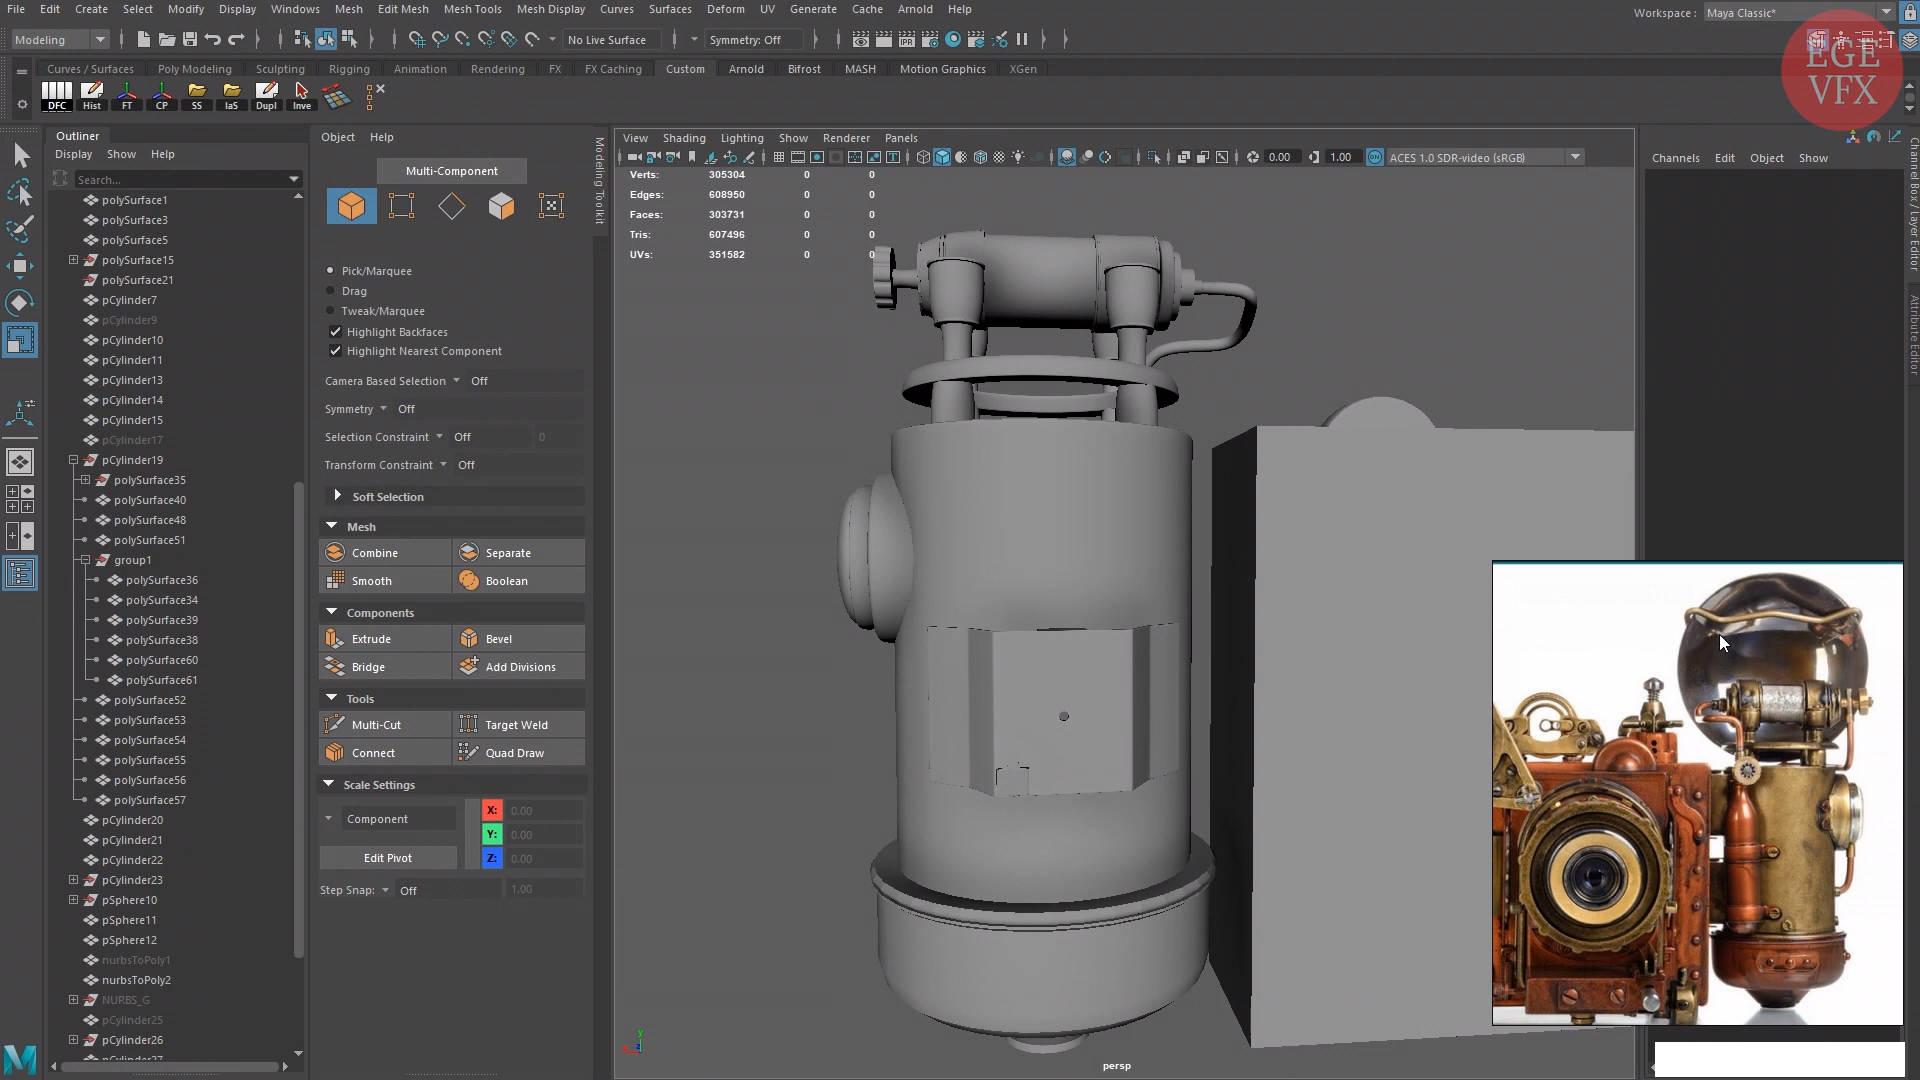 File Edit Create Select Modify Display Windows Mesh Edit Mesh Mesh Tools Mesh Display Curves Surfaces Deform UV Generate Cache Arnold Help
Workspace : Maya Classic*
Modeling
No Live Surface
Symmetry: Off
EGE
VFX
Curves / Surfaces Poly Modeling Sculpting Rigging Animation Rendering FX FX Caching Custom Arnold Bifrost MASH Motion Graphics XGen
DFC Hist FT CP SS IaS Dupl Inve
Outliner
Display Show Help
Search...
polySurface1
polySurface3
polySurface5
polySurface15
polySurface21
pCylinder7
pCylinder9
pCylinder10
pCylinder11
pCylinder13
pCylinder14
pCylinder15
pCylinder17
pCylinder19
polySurface35
polySurface40
polySurface48
polySurface51
group1
polySurface36
polySurface34
polySurface39
polySurface38
polySurface60
polySurface61
polySurface52
polySurface53
polySurface54
polySurface55
polySurface56
polySurface57
pCylinder20
pCylinder21
pCylinder22
pCylinder23
pSphere10
pSphere11
pSphere12
nurbsToPoly1
nurbsToPoly2
NURBS_G
pCylinder25
pCylinder26
pCylinder27
Object Help
Multi-Component
Pick/Marquee
Drag
Tweak/Marquee
Highlight Backfaces
Highlight Nearest Component
Camera Based Selection Off
Symmetry Off
Selection Constraint Off 0
Transform Constraint Off
Soft Selection
Mesh
Combine Separate
Smooth Boolean
Components
Extrude Bevel
Bridge Add Divisions
Tools
Multi-Cut Target Weld
Connect Quad Draw
Scale Settings
Component
X: 0.00
Y: 0.00
Z: 0.00
Edit Pivot
Step Snap: Off 1.00
Modeling Toolkit
View Shading Lighting Show Renderer Panels
0.00 1.00 ACES 1.0 SDR-video (sRGB)
Verts: 305304 0 0
Edges: 608950 0 0
Faces: 303731 0 0
Tris: 607496 0 0
UVs: 351582 0 0
persp
Channels Edit Object Show
Channel Box / Layer Editor
Attribute Editor